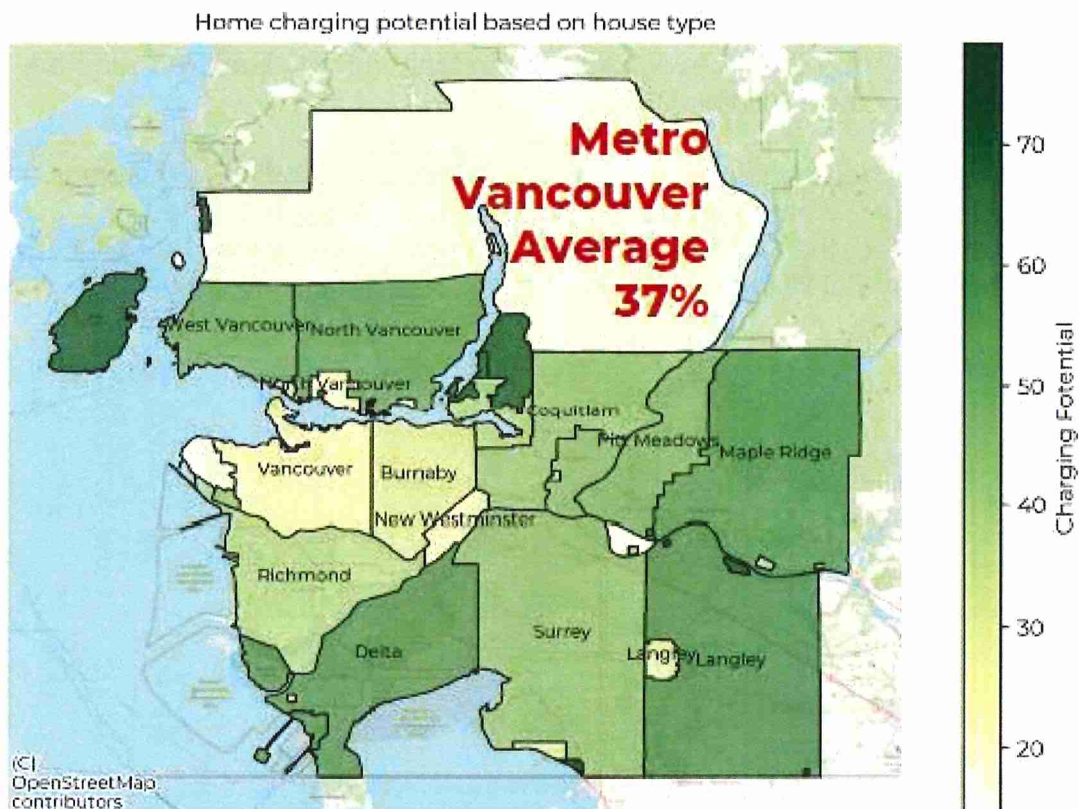 Home charging potential based on house type
Metro
Vancouver
Average
37%
West Vancouver
North Vancouver
North Vancouver
Coquitlam
Pitt Meadows
Maple Ridge
Vancouver
Burnaby
New Westminster
Richmond
Surrey
Delta
Langley
Langley
(C)
OpenStreetMap
contributors
70
60
50
40
30
20
Charging Potential